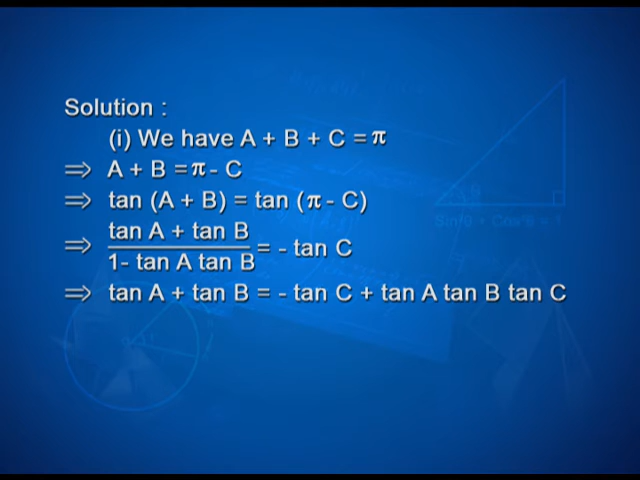 Solution :
(i) We have A + B + C = π
⇒ A + B = π - C
⇒ tan (A + B) = tan (π - C)
⇒ tan A + tan B
1- tan A tan B = - tan C
⇒ tan A + tan B = - tan C + tan A tan B tan C